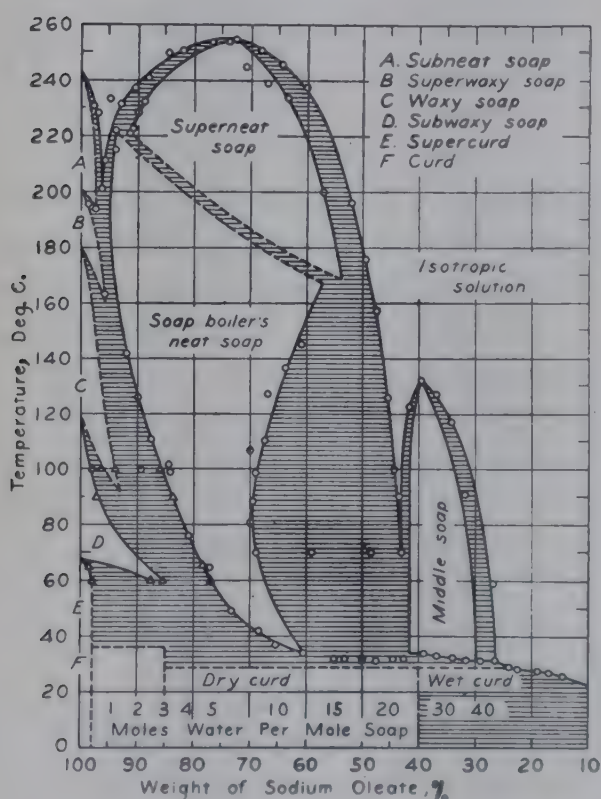 260
240
220
200
180
160
140
120
100
80
60
40
20
0
Temperature, Deg. C.
A
B
C
D
E
F
A. Subneat soap
B Superwaxy soap
C Waxy soap
D. Subwaxy soap
E. Supercurd
F Curd
Superneat
soap
Isotropic
solution
Soap boiler's
neat soap
Middle soap
Dry curd
Wet curd
1 2 3 4 5 10 15 20 30 40
Moles Water Per Mole Soap
100 90 80 70 60 50 40 30 20 10
Weight of Sodium Oleate, %